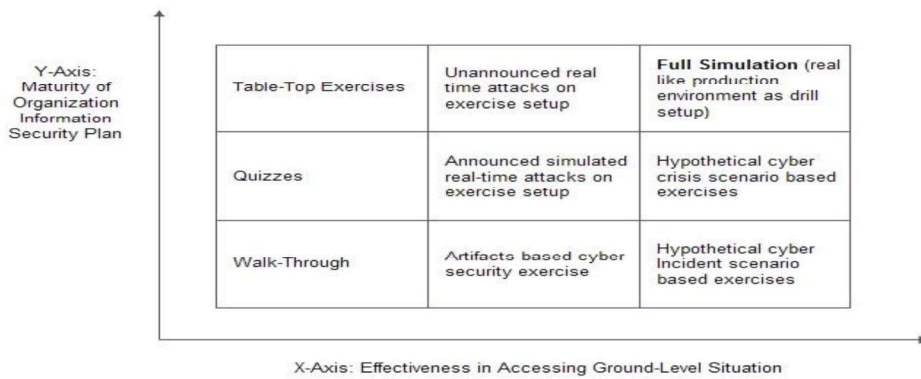 Y-Axis:
Maturity of
Organization
Information
Security Plan
Table-Top Exercises
Unannounced real
time attacks on
exercise setup
Full Simulation (real
like production
environment as drill
setup)
Quizzes
Announced simulated
real-time attacks on
exercise setup
Hypothetical cyber
crisis scenario based
exercises
Walk-Through
Artifacts based cyber
security exercise
Hypothetical cyber
Incident scenario
based exercises
X-Axis: Effectiveness in Accessing Ground-Level Situation